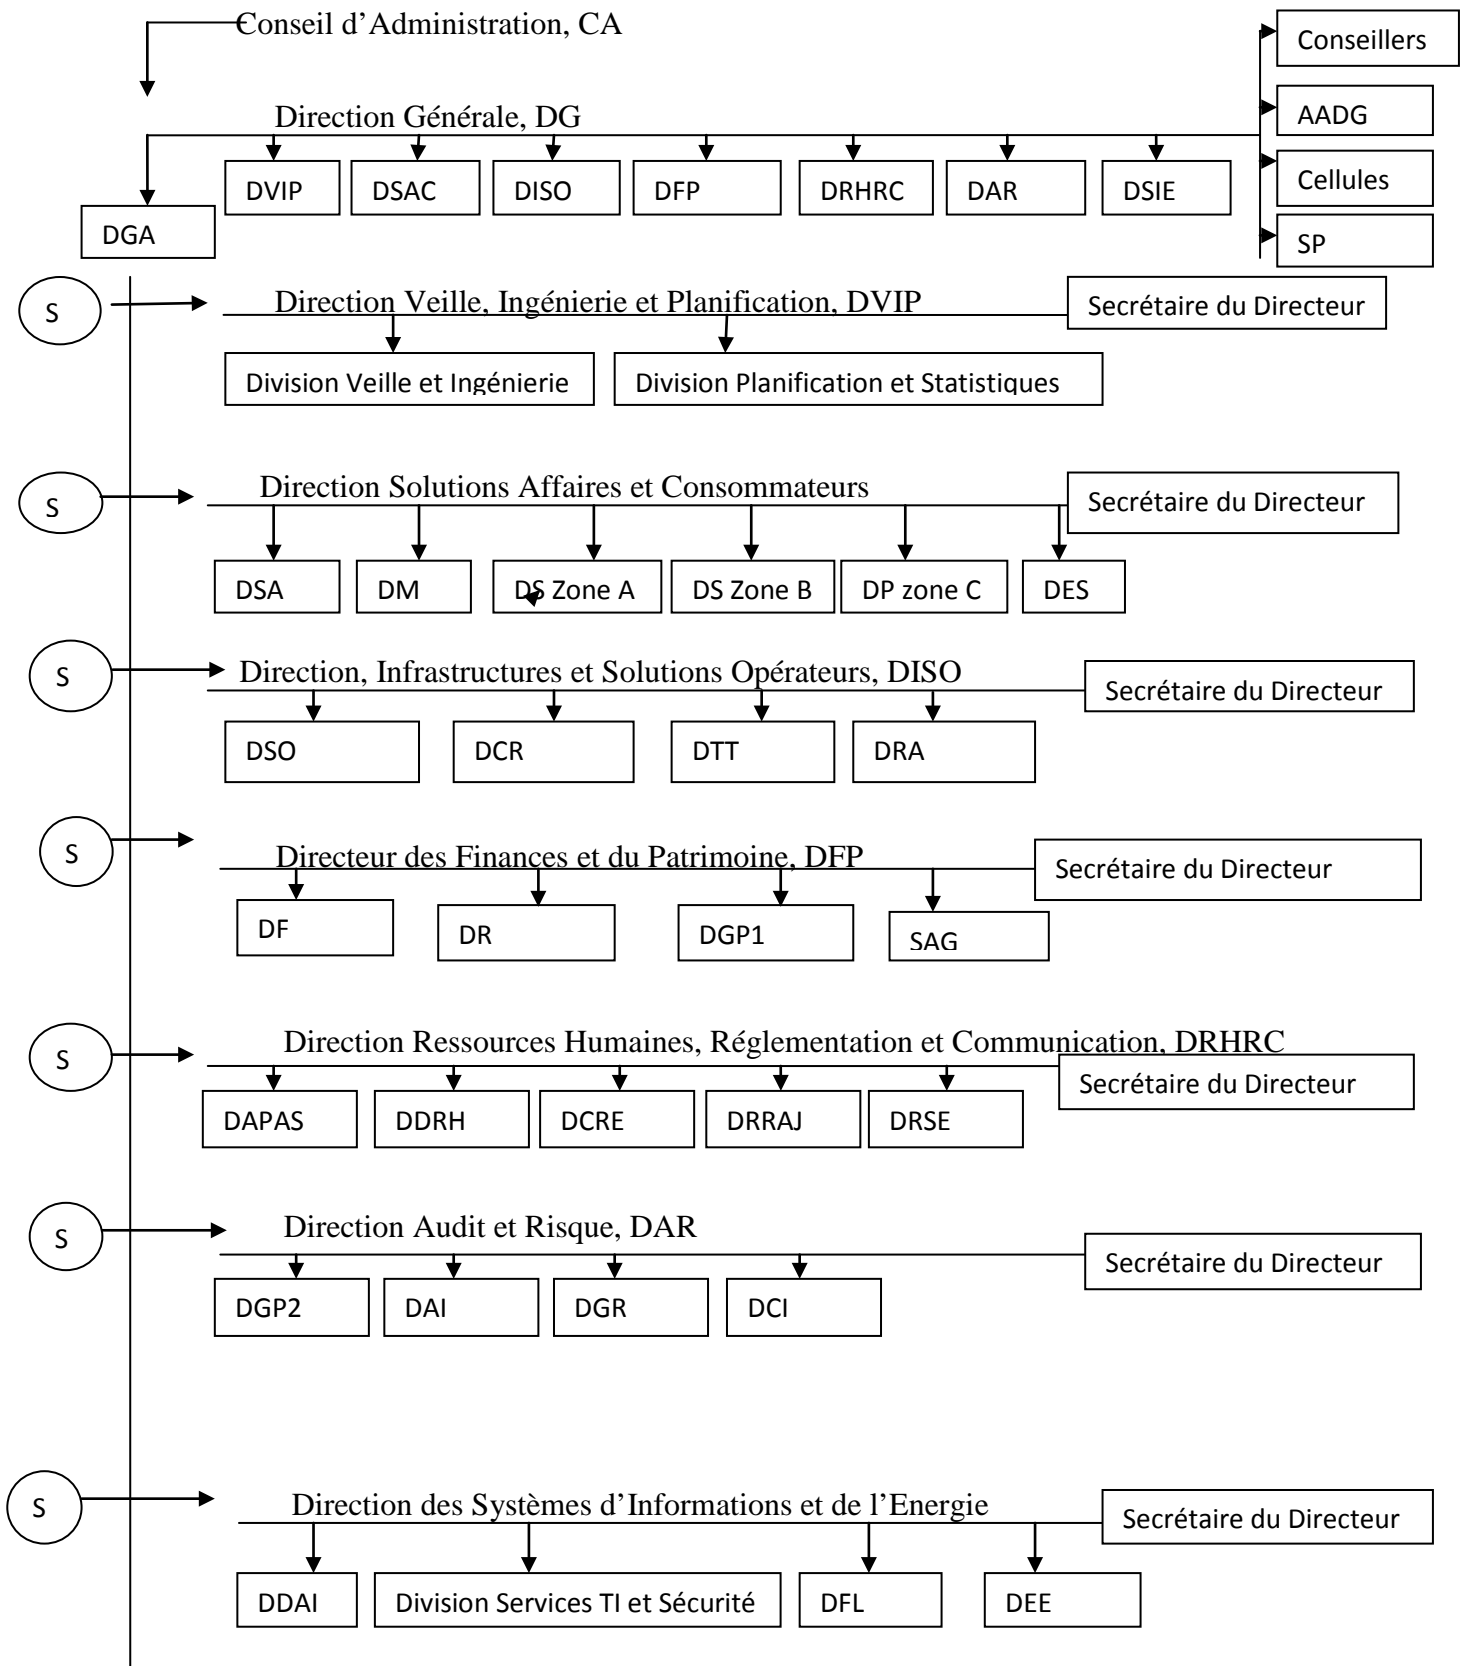 Conseil d’Administration, CA
Conseillers
Direction Générale, DG
AADG
DVIP DSAC DISO DFP DRHRC DAR DSIE
Cellules
DGA
SP
S Direction Veille, Ingénierie et Planification, DVIP Secrétaire du Directeur
Division Veille et Ingénierie Division Planification et Statistiques
S Direction Solutions Affaires et Consommateurs Secrétaire du Directeur
DSA DM DS Zone A DS Zone B DP zone C DES
S Direction, Infrastructures et Solutions Opérateurs, DISO Secrétaire du Directeur
DSO DCR DTT DRA
S Directeur des Finances et du Patrimoine, DFP Secrétaire du Directeur
DF DR DGP1 SAG
S Direction Ressources Humaines, Réglementation et Communication, DRHRC
Secrétaire du Directeur
DAPAS DDRH DCRE DRRAJ DRSE
S Direction Audit et Risque, DAR Secrétaire du Directeur
DGP2 DAI DGR DCI
S Direction des Systèmes d’Informations et de l’Energie Secrétaire du Directeur
DDAI Division Services TI et Sécurité DFL DEE